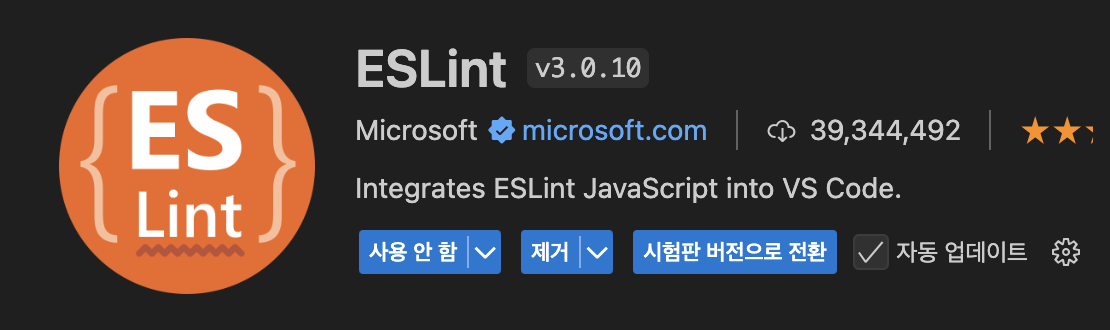 {ES
Lint}
ESLint v3.0.10
Microsoft microsoft.com 39,344,492
Integrates ESLint JavaScript into VS Code.
사용 안 함 제거 시험판 버전으로 전환 자동 업데이트